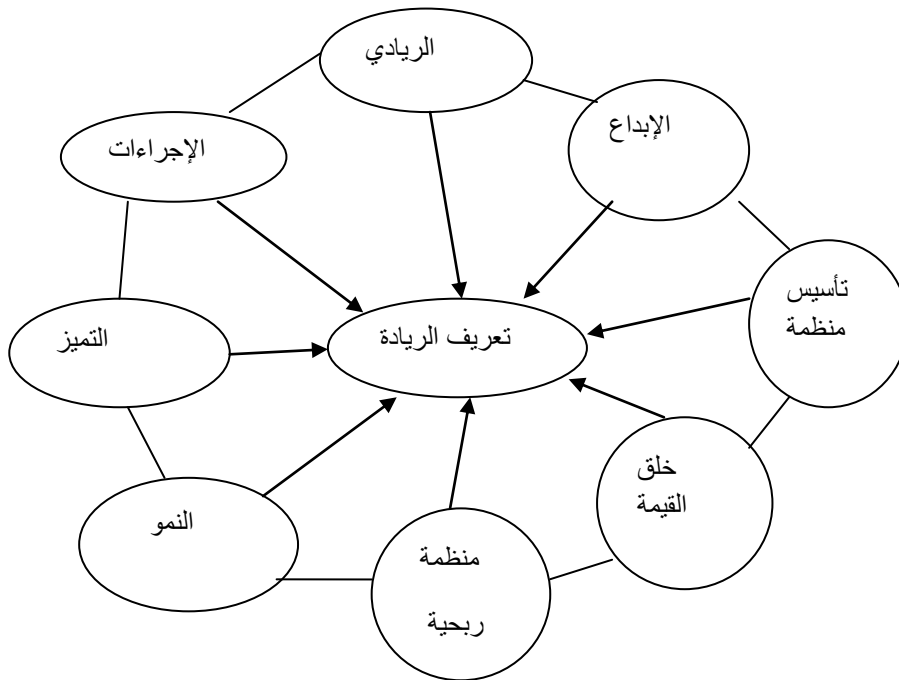 الريادي
الإبداع
الإجراءات
تأسيس
منظمة
التميز
تعريف الريادة
خلق
القيمة
النمو
منظمة
ربحية